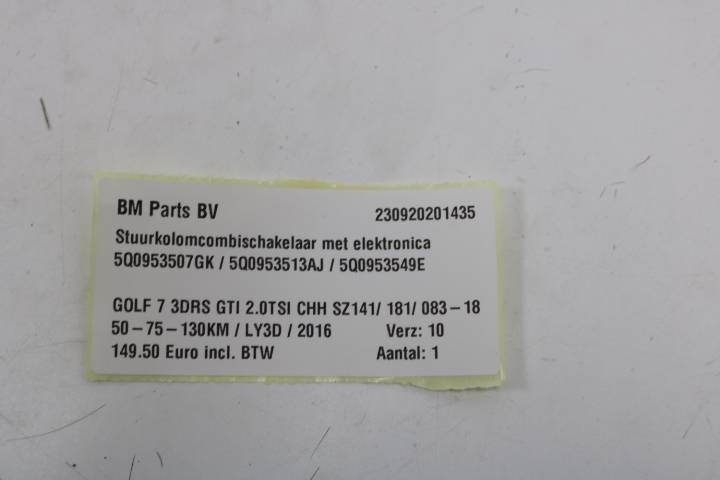 BM Parts BV 230920201435
Stuurkolomcombischakelaar met elektronica
5Q0953507GK / 5Q0953513AJ / 5Q0953549E
GOLF 7 3DRS GTI 2.0TSI CHH SZ141/ 181/ 083-18
50-75-130KM / LY3D / 2016 Verz: 10
149.50 Euro incl. BTW Aantal: 1